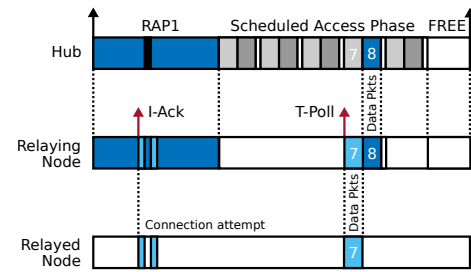 RAP1 Scheduled Access Phase FREE
Hub 7 8
Data Pkts
I-Ack T-Poll
Relaying
Node
7 8
Data Pkts
Connection attempt
Relayed
Node
7